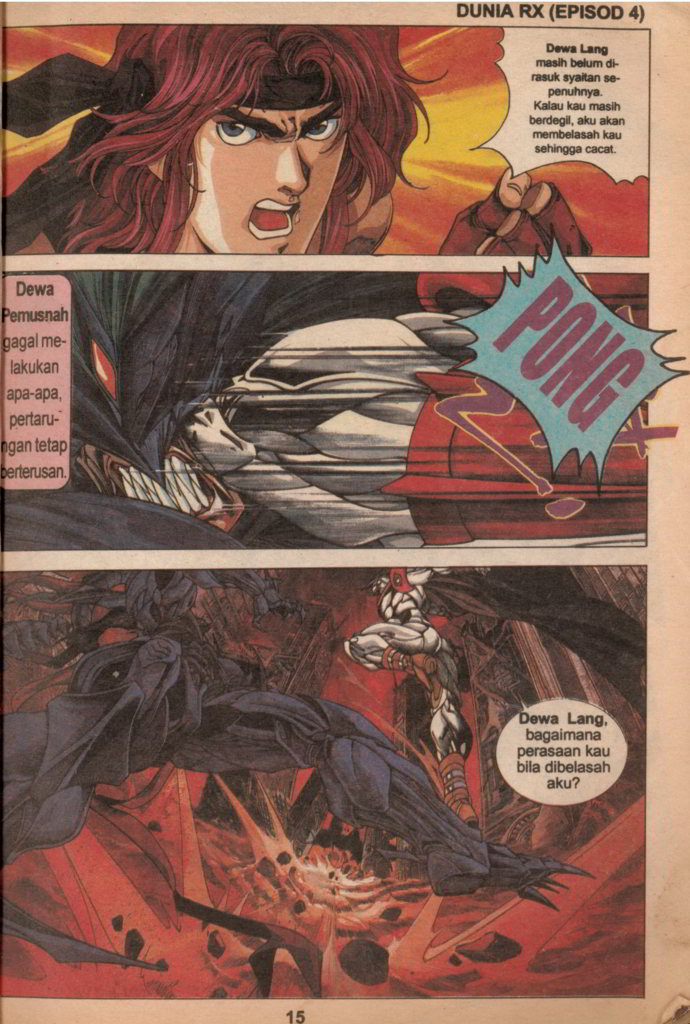 DUNIA RX (EPISOD 4)
Dewa Lang
masih belum di-
rasuk syaitan se-
penuhnya.
Kalau kau masih
berdegil, aku akan
membelasah kau
sehingga cacat.
Dewa
Pemusnah
gagal me-
lakukan
apa-apa,
pertaru-
ngan tetap
berterusan.
PONG
Dewa Lang,
bagaimana
perasaan kau
bila dibelasah
aku?
15